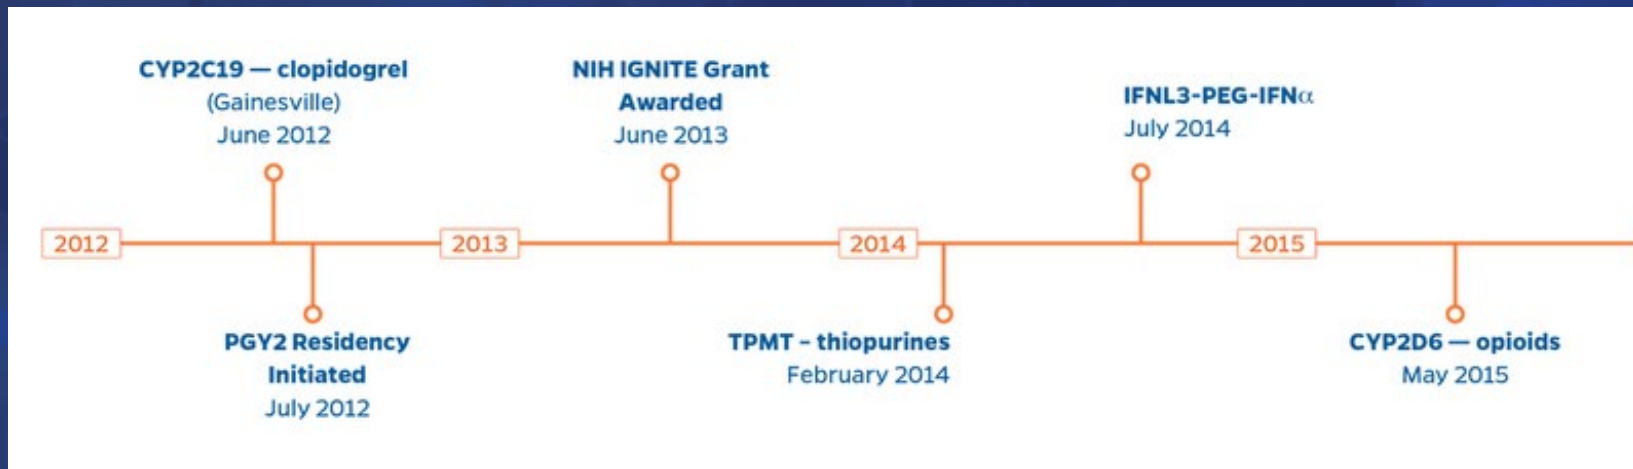 CYP2C19 — clopidogrel
(Gainesville)
June 2012
NIH IGNITE Grant
Awarded
June 2013
IFNL3-PEG-IFNα
July 2014
2012
2013
2014
2015
PGY2 Residency
Initiated
July 2012
TPMT – thiopurines
February 2014
CYP2D6 — opioids
May 2015